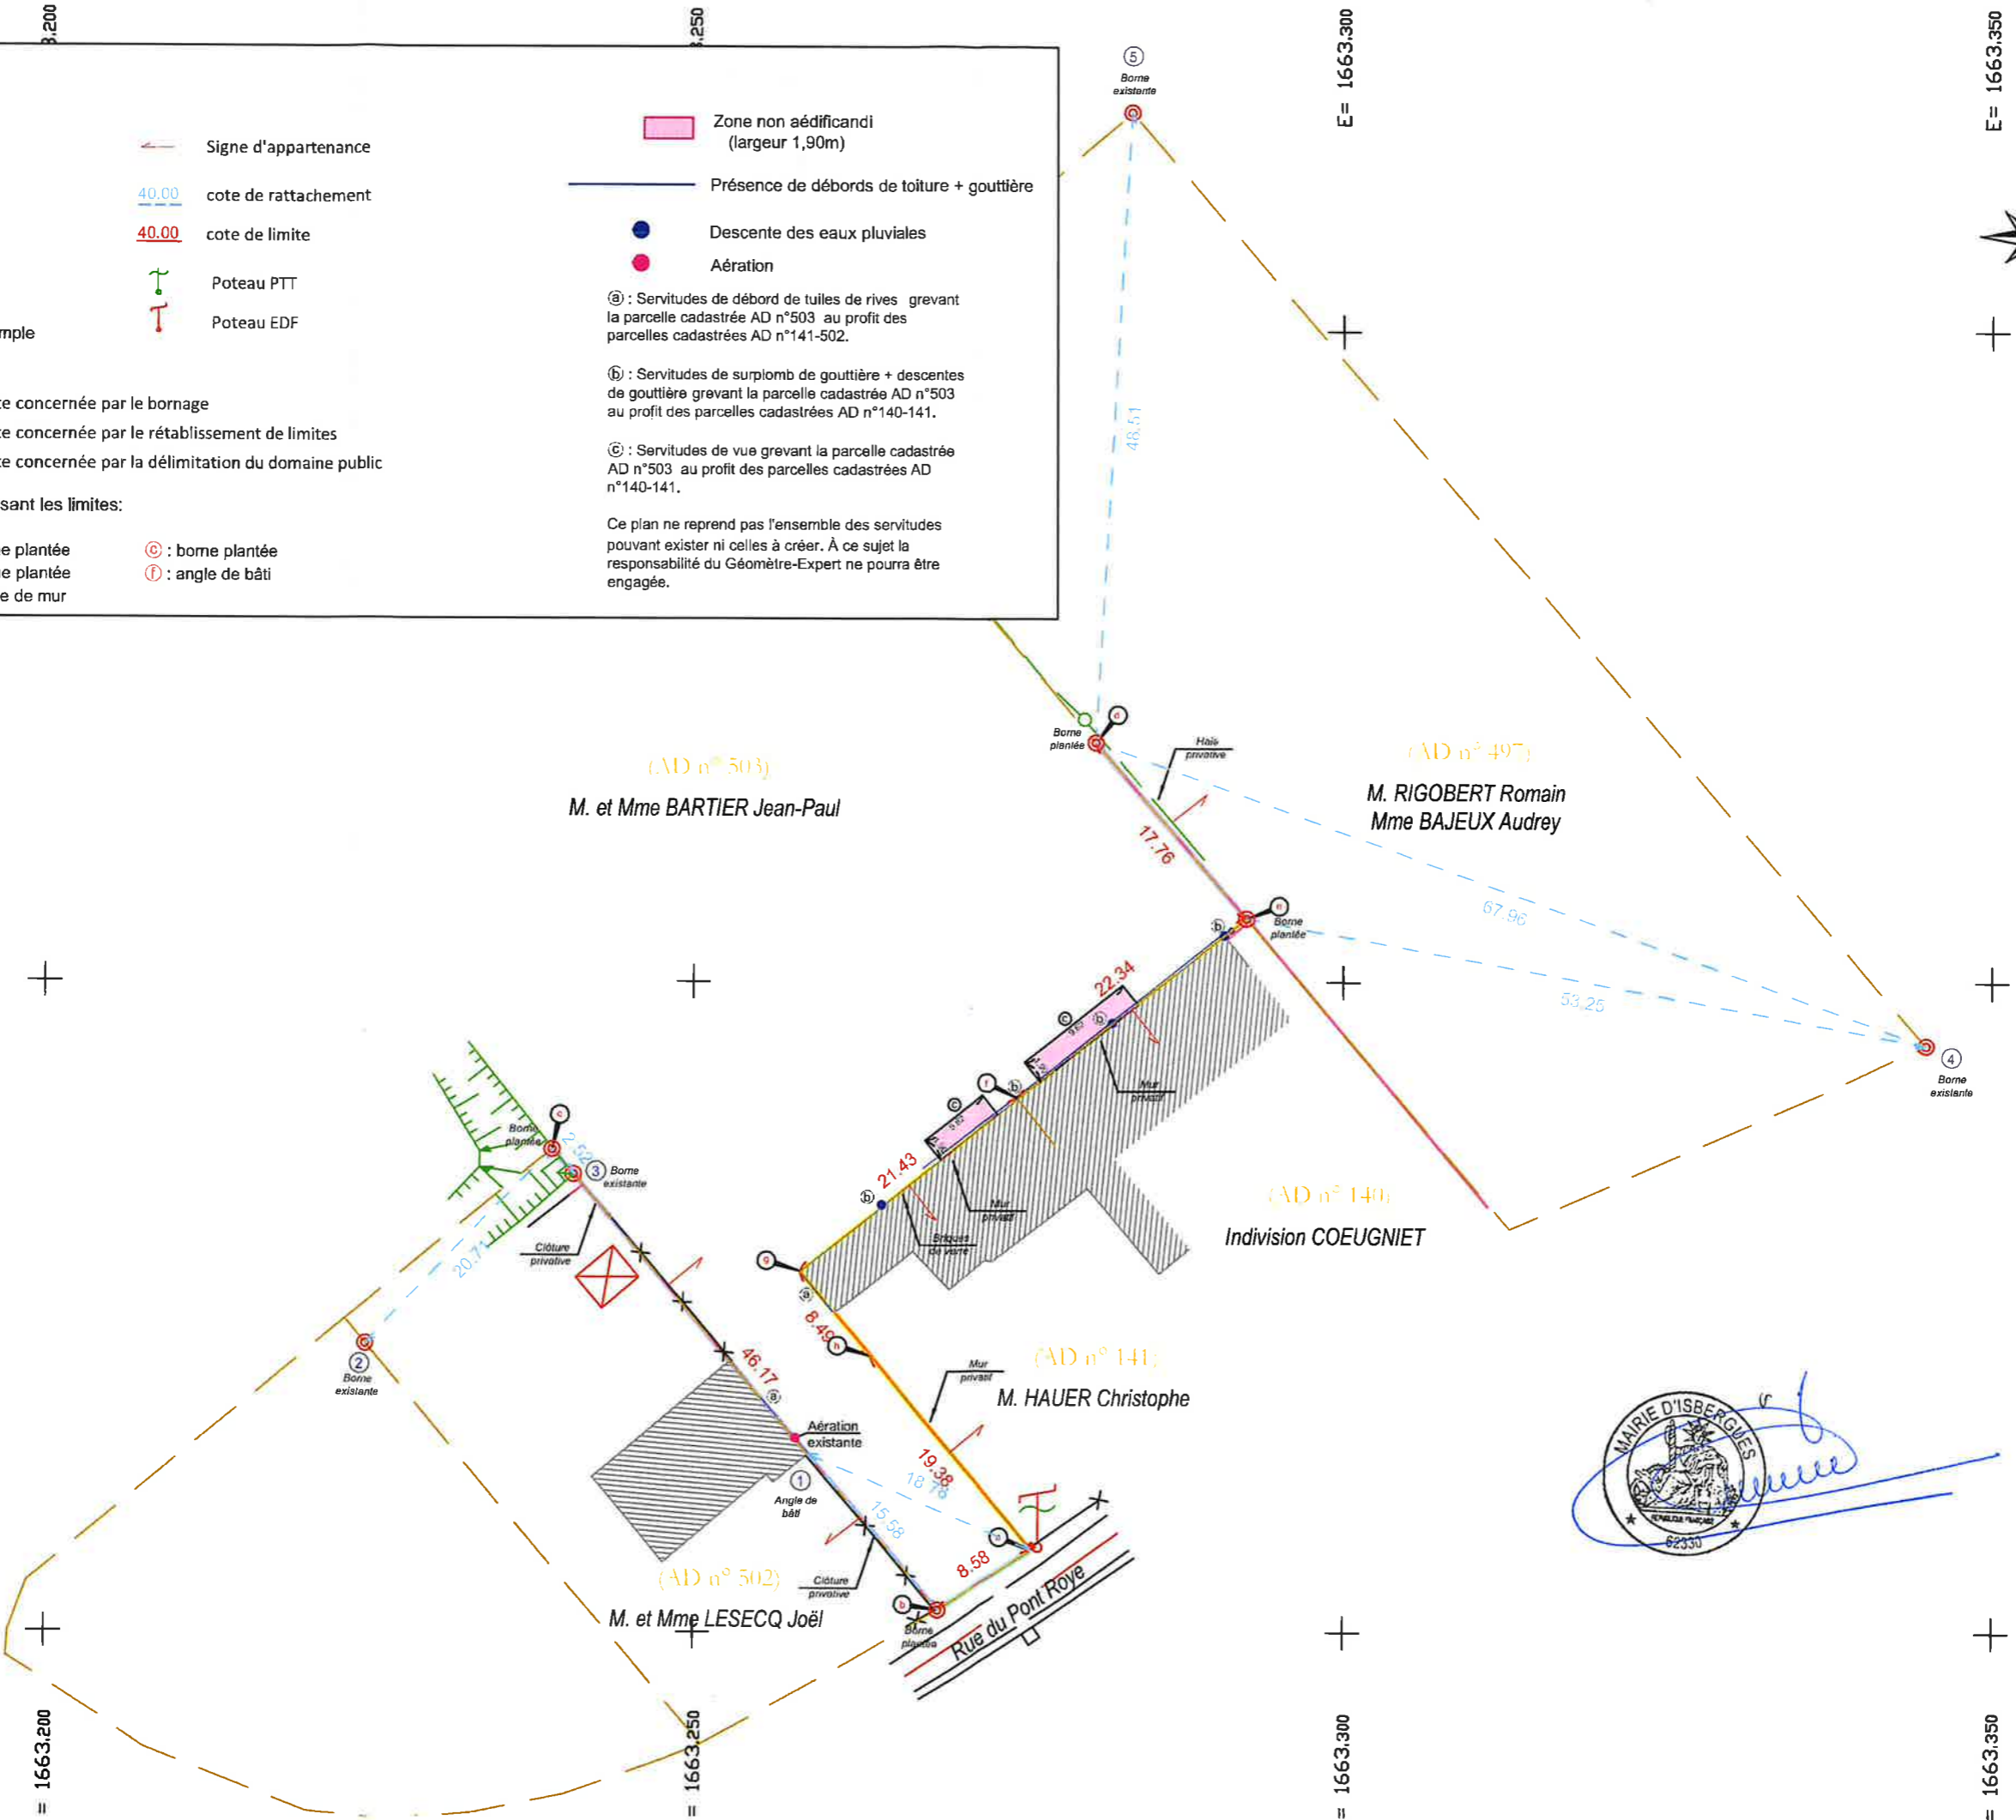 3.200
3.250
E= 1663.300
E= 1663.350
Signe d'appartenance
40.00 cote de rattachement
40.00 cote de limite
Poteau PTT
Poteau EDF
mple
te concernée par le bornage
te concernée par le rétablissement de limites
te concernée par la délimitation du domaine public
sant les limites:
e plantée
ⓒ : borne plantée
e plantée
ⓕ : angle de bâti
e de mur
Zone non aédificandi
(largeur 1,90m)
Présence de débords de toiture + gouttière
Descente des eaux pluviales
Aération
ⓐ : Servitudes de débord de tuiles de rives grevant
la parcelle cadastrée AD n°503 au profit des
parcelles cadastrées AD n°141-502.
ⓑ : Servitudes de surplomb de gouttière + descentes
de gouttière grevant la parcelle cadastrée AD n°503
au profit des parcelles cadastrées AD n°140-141.
ⓒ : Servitudes de vue grevant la parcelle cadastrée
AD n°503 au profit des parcelles cadastrées AD
n°140-141.
Ce plan ne reprend pas l'ensemble des servitudes
pouvant exister ni celles à créer. À ce sujet la
responsabilité du Géomètre-Expert ne pourra être
engagée.
5
Borne
existante
48.51
d
Borne
plantée
Haie
privative
17.76
(AD n° 503)
M. et Mme BARTIER Jean-Paul
(AD n° 497)
M. RIGOBERT Romain
Mme BAJEUX Audrey
67.96
53.25
e
Borne
plantée
b
22.34
c
b
4
Borne
existante
Mur
privatif
f
b
c
21.43
b
Mur
privatif
Briques
de verre
c
Borne
plantée
2.52
3
Borne
existante
20.71
Clôture
privative
2
Borne
existante
g
a
8.49
h
(AD n° 140)
Indivision COEUGNIET
46.17
a
Aération
existante
Mur
privatif
(AD n° 141)
M. HAUER Christophe
19.38
18.78
15.58
1
Angle de
bâti
a
8.58
(AD n° 502)
M. et Mme LESECQ Joël
Clôture
privative
b
Borne
plantée
Rue du Pont Roye
MAIRIE D'ISBERGUES
REPUBLIQUE FRANÇAISE
62330
= 1663.200
= 1663.250
= 1663.300
= 1663.350